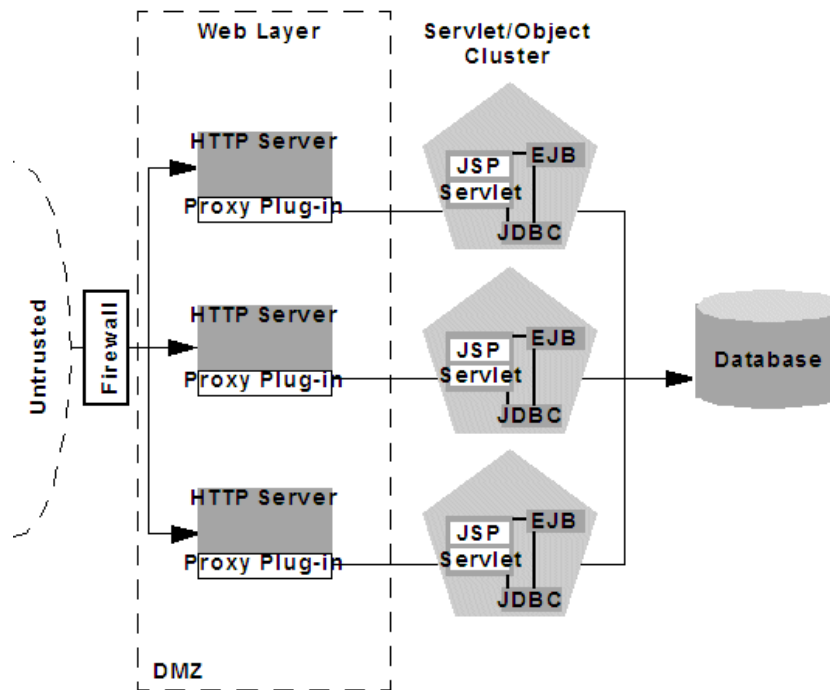 Web Layer
Servlet/Object
Cluster
HTTP Server
Proxy Plug-in
JSP
Servlet
EJB
JDBC
Untrusted
Firewall
HTTP Server
Proxy Plug-in
JSP
Servlet
EJB
JDBC
Database
HTTP Server
Proxy Plug-in
JSP
Servlet
EJB
JDBC
DMZ